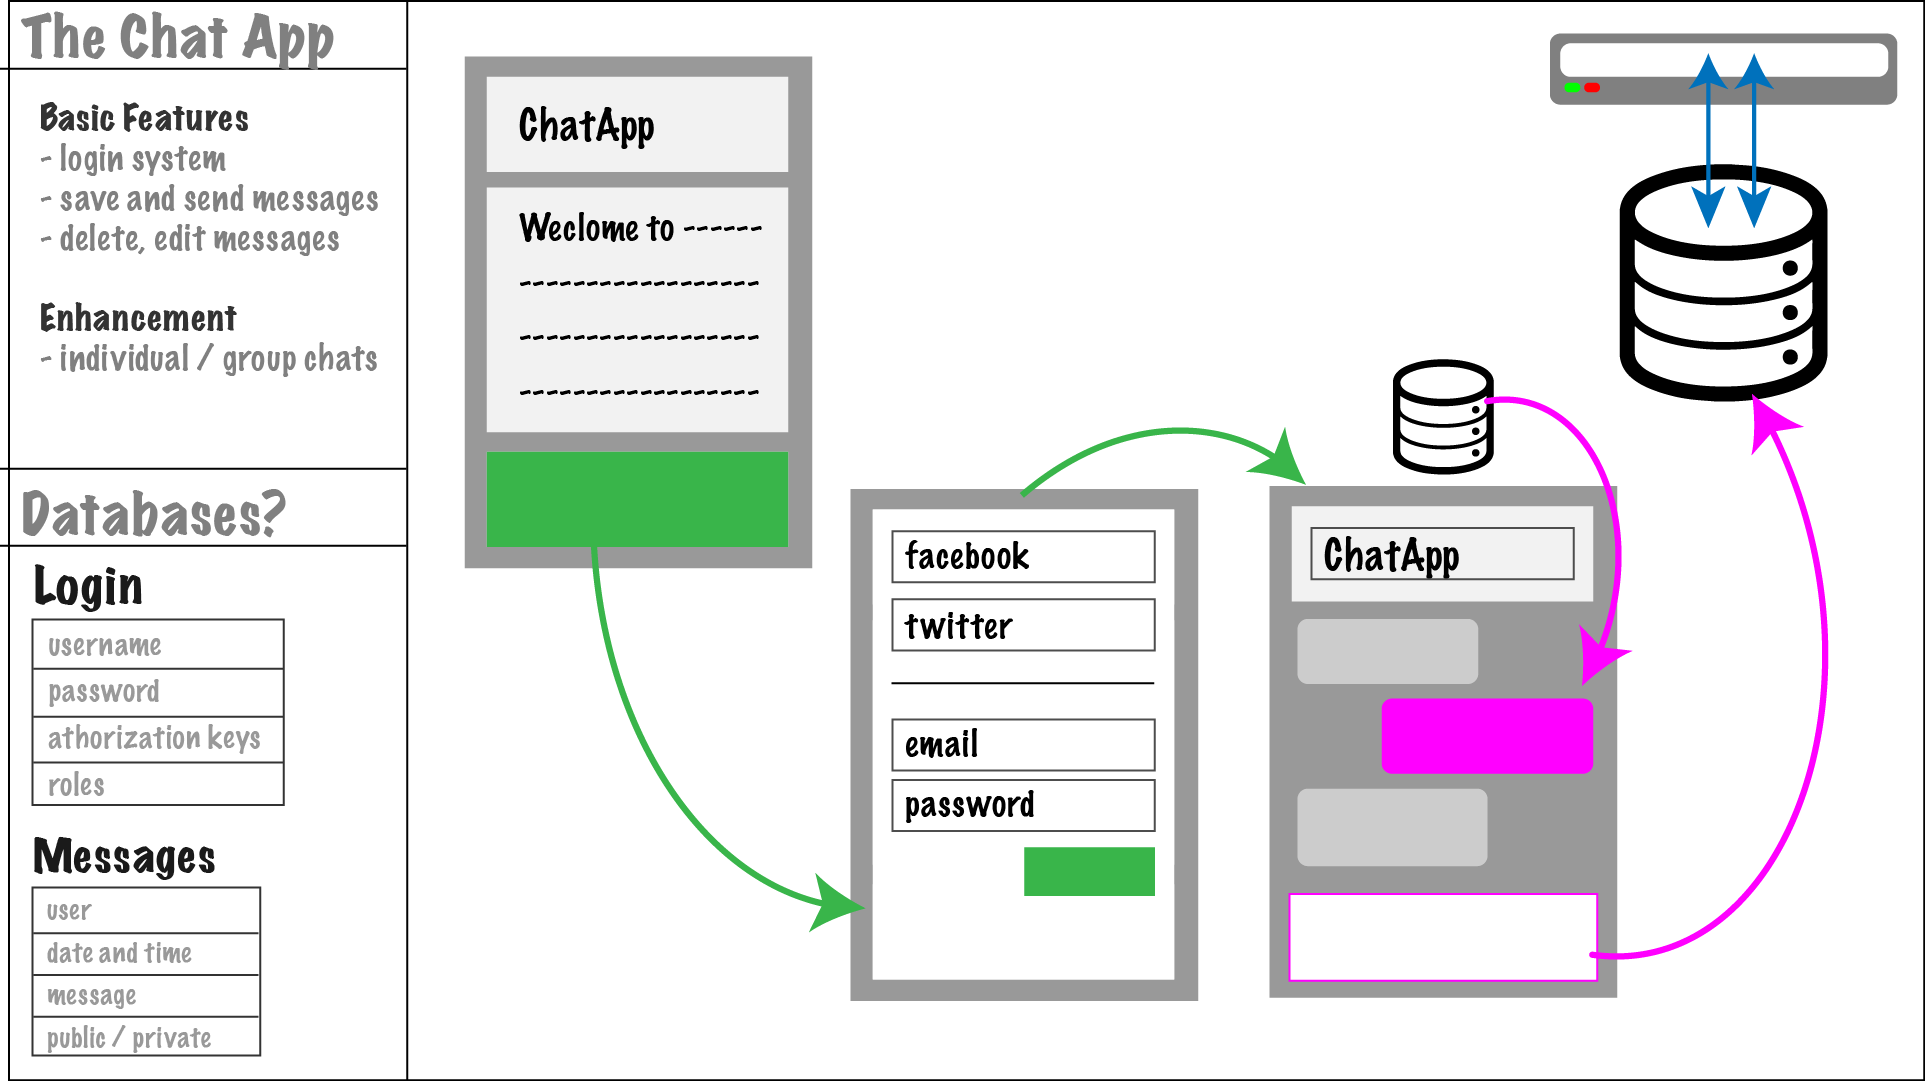 The Chat App
Basic Features
- login system
- save and send messages
- delete, edit messages
Enhancement
- individual / group chats
Databases?
Login
username
password
athorization keys
roles
Messages
user
date and time
message
public / private
ChatApp
Weclome to ------
------------------
------------------
------------------
facebook
twitter
email
password
ChatApp